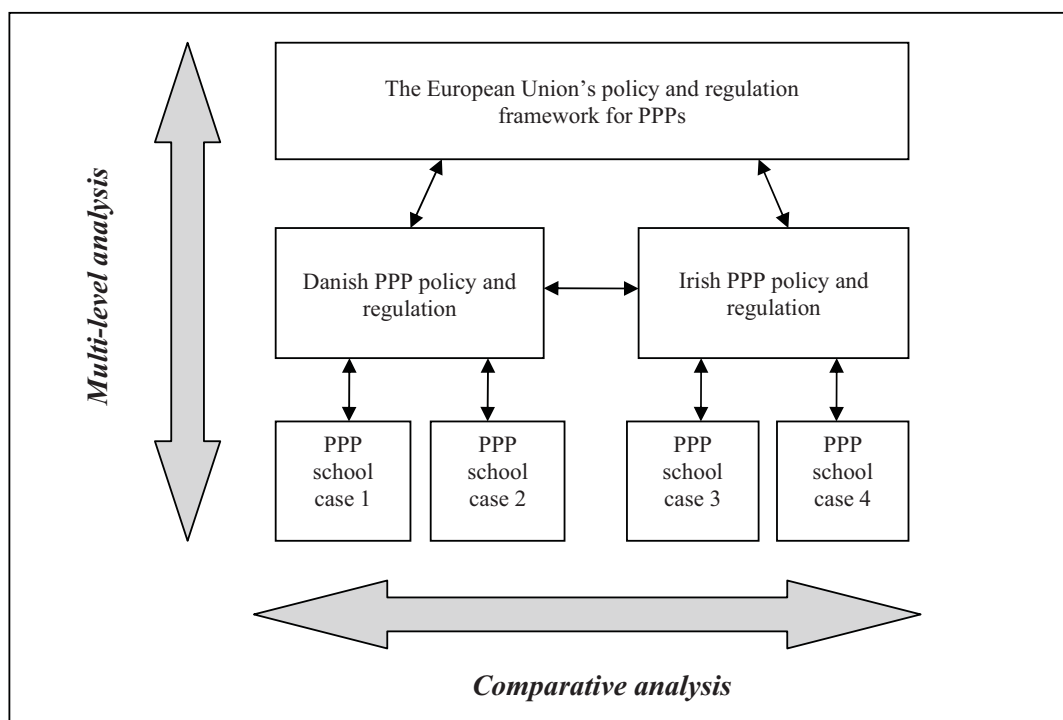 The European Union’s policy and regulation
framework for PPPs
Multi-level analysis
Danish PPP policy and
regulation
Irish PPP policy and
regulation
PPP
school
case 1
PPP
school
case 2
PPP
school
case 3
PPP
school
case 4
Comparative analysis